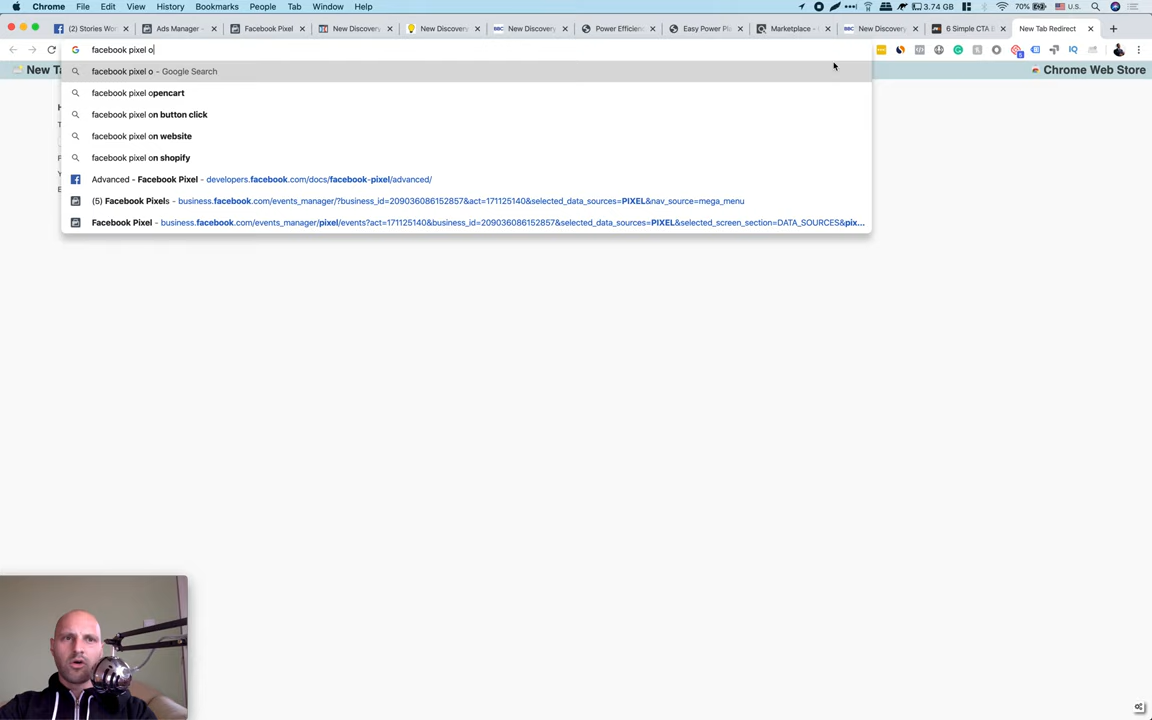 Chrome File Edit View History Bookmarks People Tab Window Help 3.74 GB 70% U.S.
(2) Stories Wo Ads Manager - Facebook Pixel New Discovery New Discovery New Discovery Power Efficienc Easy Power Pla Marketplace - New Discovery 6 Simple CTA New Tab Redirect
facebook pixel o
facebook pixel o - Google Search
New Ta Chrome Web Store
facebook pixel opencart
facebook pixel on button click
facebook pixel on website
facebook pixel on shopify
Advanced - Facebook Pixel - developers.facebook.com/docs/facebook-pixel/advanced/
(5) Facebook Pixels - business.facebook.com/events_manager/?business_id=209036086152857&act=171125140&selected_data_sources=PIXEL&nav_source=mega_menu
Facebook Pixel - business.facebook.com/events_manager/pixel/events?act=171125140&business_id=209036086152857&selected_data_sources=PIXEL&selected_screen_section=DATA_SOURCES&pix...